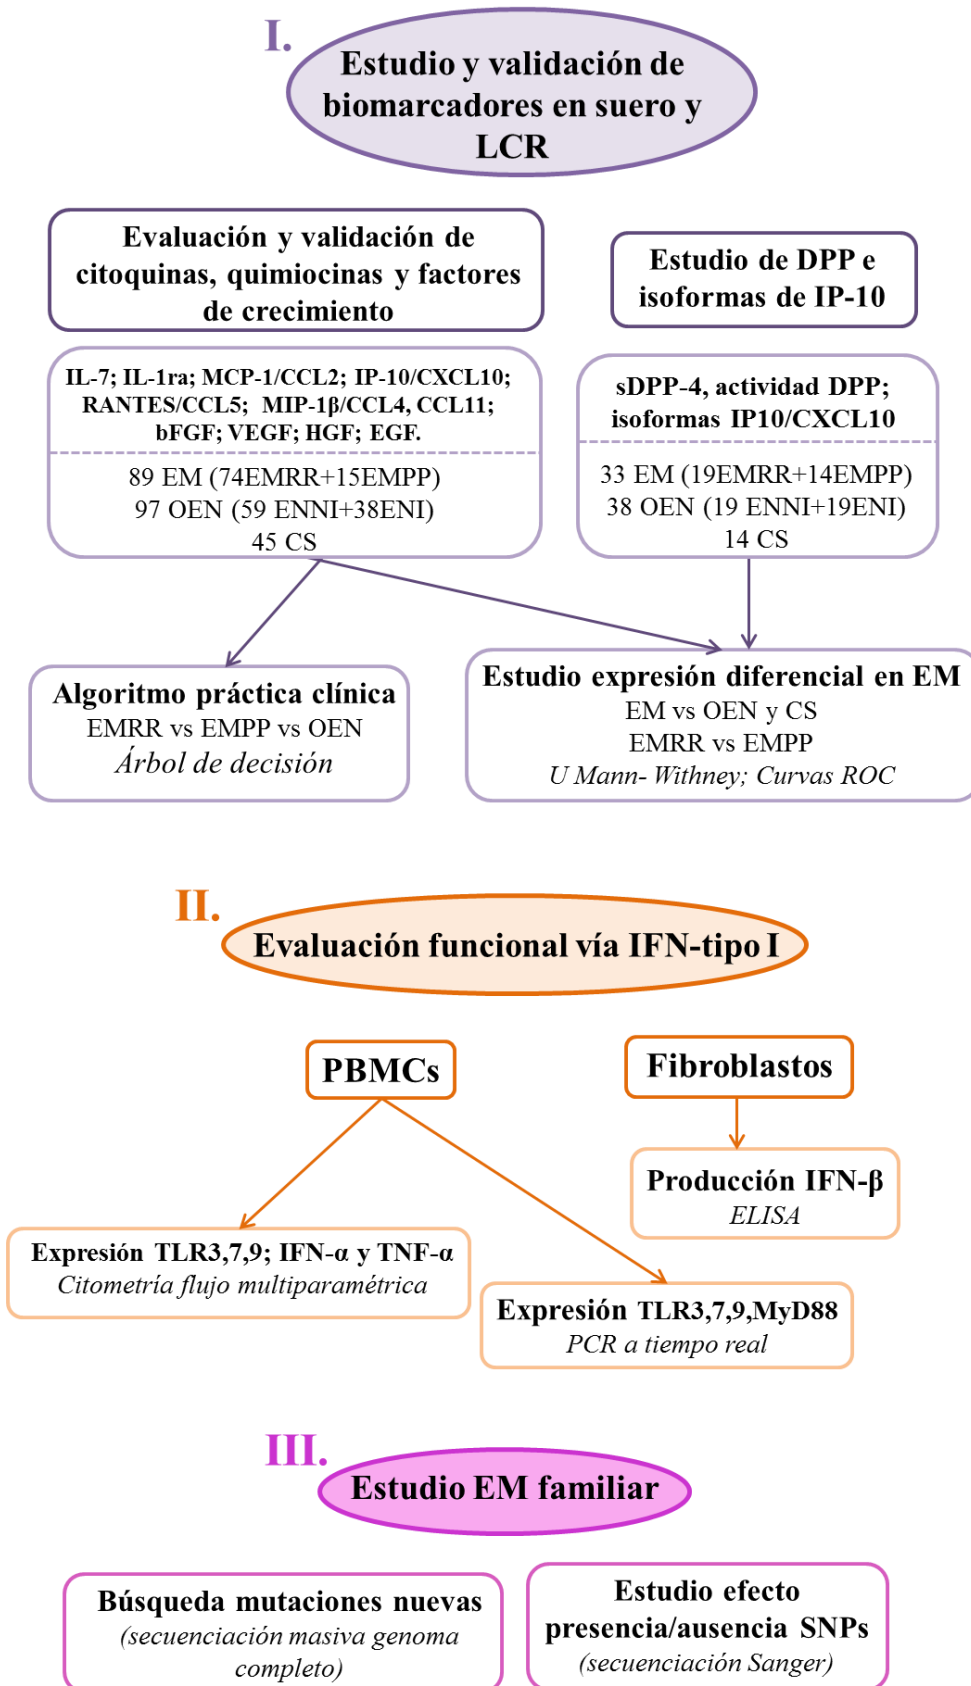 I.
Estudio y validación de
biomarcadores en suero y
LCR
Evaluación y validación de
citoquinas, quimiocinas y factores
de crecimiento
Estudio de DPP e
isoformas de IP-10
IL-7; IL-1ra; MCP-1/CCL2; IP-10/CXCL10;
RANTES/CCL5; MIP-1β/CCL4, CCL11;
bFGF; VEGF; HGF; EGF.
89 EM (74EMRR+15EMPP)
97 OEN (59 ENNI+38ENI)
45 CS
sDPP-4, actividad DPP;
isoformas IP10/CXCL10
33 EM (19EMRR+14EMPP)
38 OEN (19 ENNI+19ENI)
14 CS
Algoritmo práctica clínica
EMRR vs EMPP vs OEN
Árbol de decisión
Estudio expresión diferencial en EM
EM vs OEN y CS
EMRR vs EMPP
U Mann- Withney; Curvas ROC
II.
Evaluación funcional vía IFN-tipo I
PBMCs
Fibroblastos
Producción IFN-β
ELISA
Expresión TLR3,7,9; IFN-α y TNF-α
Citometría flujo multiparamétrica
Expresión TLR3,7,9,MyD88
PCR a tiempo real
III.
Estudio EM familiar
Búsqueda mutaciones nuevas
(secuenciación masiva genoma
completo)
Estudio efecto
presencia/ausencia SNPs
(secuenciación Sanger)